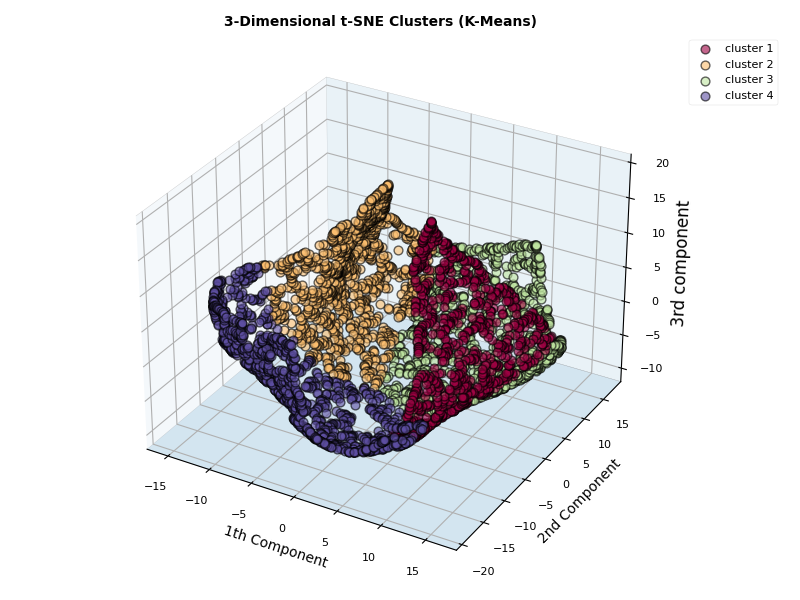 3-Dimensional t-SNE Clusters (K-Means)
cluster 1
cluster 2
cluster 3
cluster 4
20
15
10
5
0
−5
−10
3rd component
15
10
5
0
−5
−10
−15
−20
2nd Component
−15
−10
−5
0
5
10
15
1th Component